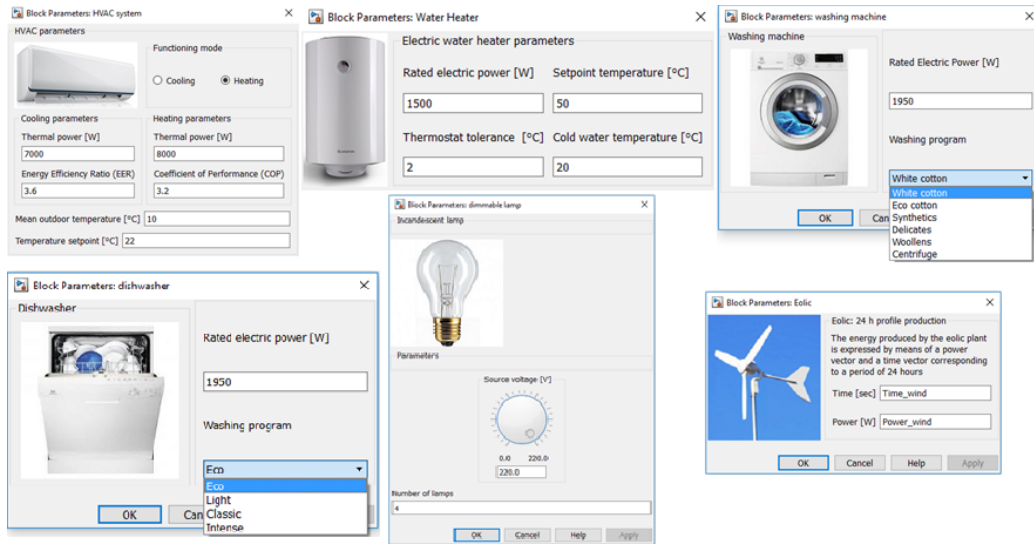 Block Parameters: HVAC system
HVAC parameters
Functioning mode
Cooling
Heating
Cooling parameters
Thermal power [W]
7000
Energy Efficiency Ratio (EER)
3.6
Heating parameters
Thermal power [W]
8000
Coefficient of Performance (COP)
3.2
Mean outdoor temperature [°C] 10
Temperature setpoint [°C] 22
Block Parameters: Water Heater
Electric water heater parameters
Rated electric power [W] Setpoint temperature [°C]
1500 50
Thermostat tolerance [°C] Cold water temperature [°C]
2 20
Block Parameters: washing machine
Washing machine
Rated Electric Power [W]
1950
Washing program
White cotton
White cotton
Eco cotton
Synthetics
Delicates
Woollens
Centrifuge
OK
Block Parameters: dishwasher
Dishwasher
Rated electric power [W]
1950
Washing program
Eco
Eco
Light
Classic
Intense
OK
Block Parameters: dimmable lamp
Incandescent lamp
Parameters
Source voltage [V]
0.0 220.0
220.0
Number of lamps
4
OK Cancel Help Apply
Block Parameters: Eolic
Eolic: 24 h profile production
The energy produced by the eolic plant
is expressed by means of a power
vector and a time vector corresponding
to a period of 24 hours
Time [sec] Time_wind
Power [W] Power_wind
OK Cancel Help Apply